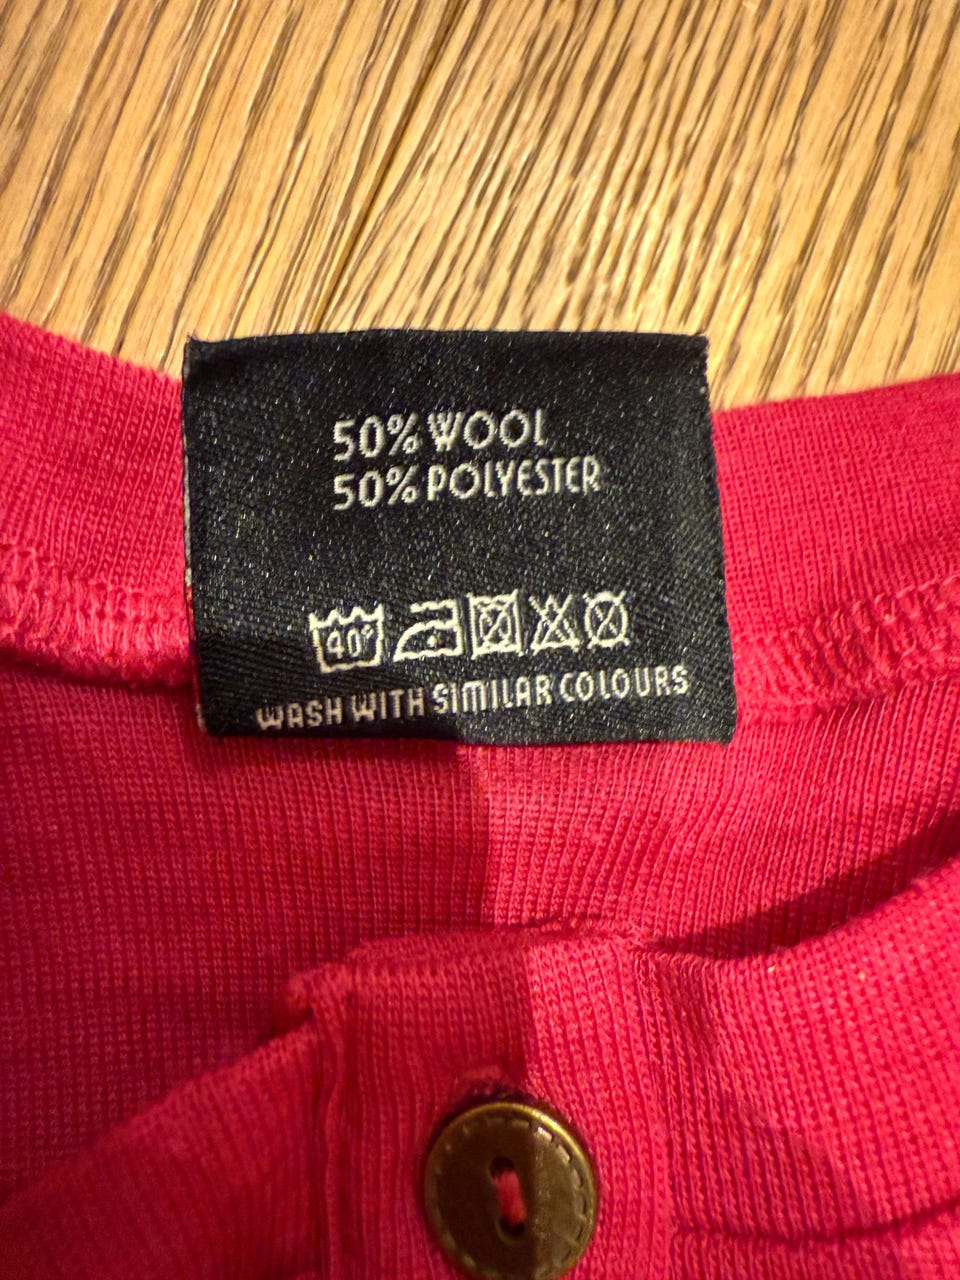 50% WOOL
50% POLYESTER
40°
WASH WITH SIMILAR COLOURS